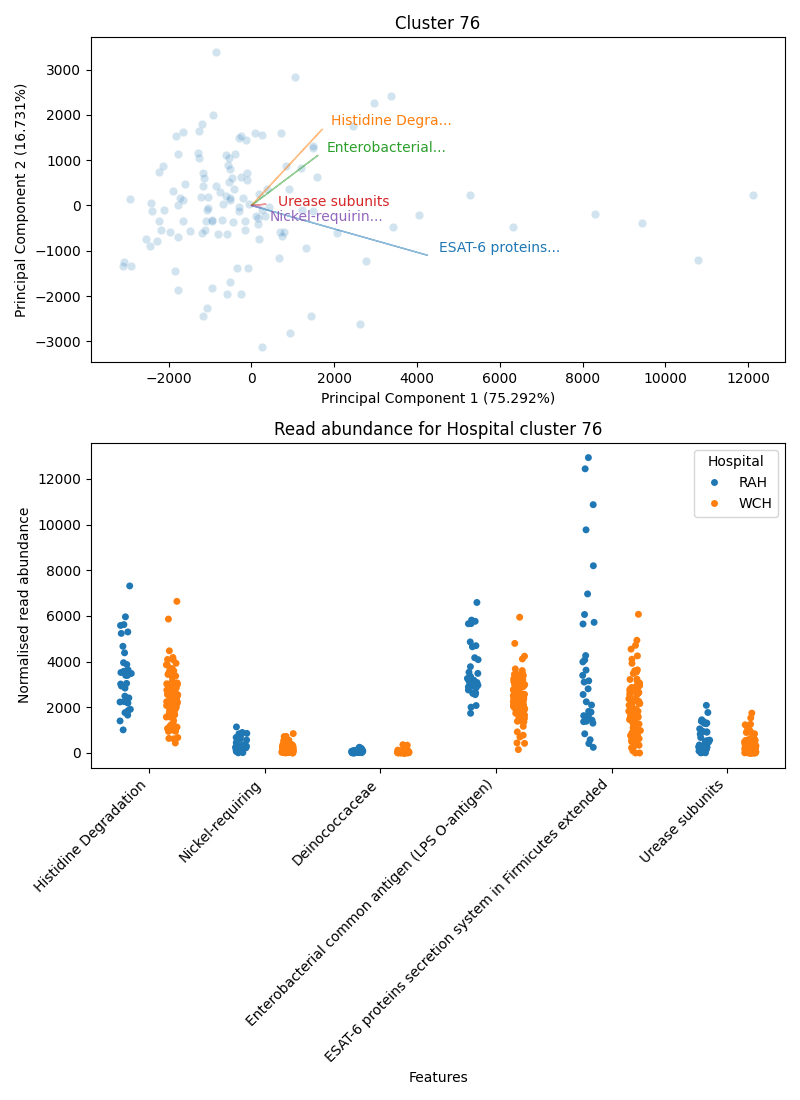 Cluster 76
Principal Component 2 (16.731%)
3000
2000
1000
0
−1000
−2000
−3000
Histidine Degra...
Enterobacterial...
Urease subunits
Nickel-requirin...
ESAT-6 proteins...
−2000 0 2000 4000 6000 8000 10000 12000
Principal Component 1 (75.292%)
Read abundance for Hospital cluster 76
Normalised read abundance
12000
10000
8000
6000
4000
2000
0
Hospital
RAH
WCH
Histidine Degradation
Nickel-requiring
Deinococcaceae
Enterobacterial common antigen (LPS O-antigen)
ESAT-6 proteins secretion system in Firmicutes extended
Urease subunits
Features